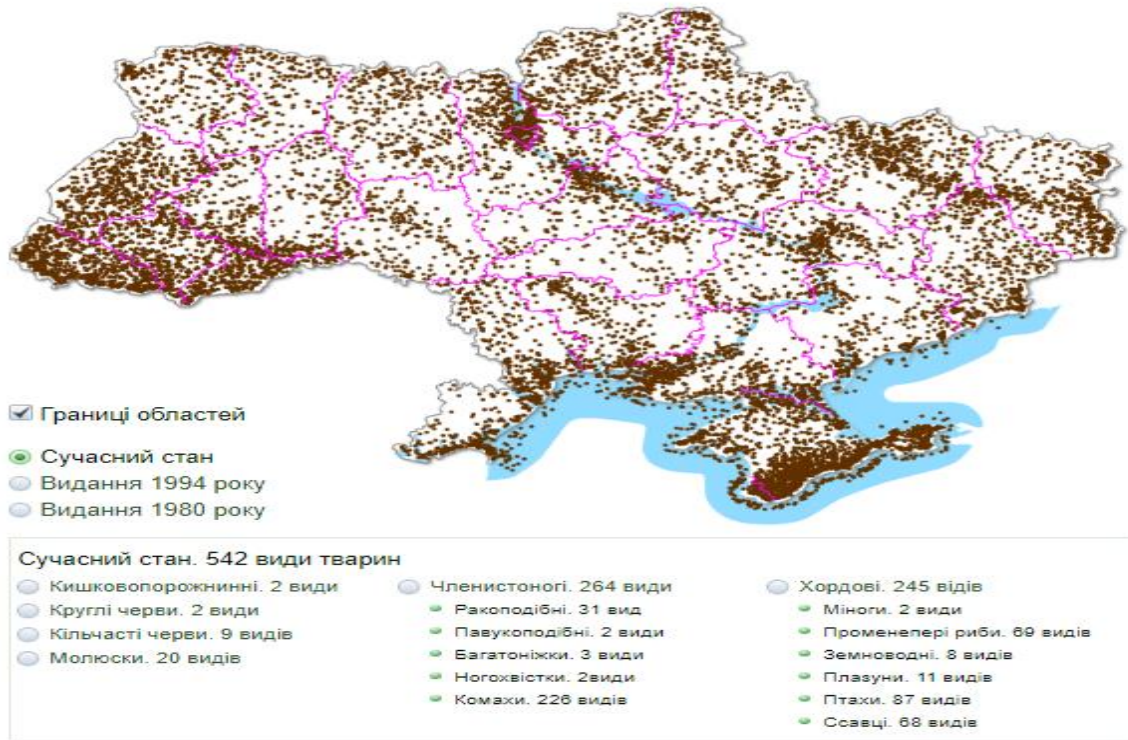 Границі областей
Сучасний стан
Видання 1994 року
Видання 1980 року
Сучасний стан. 542 види тварин
Кишковопорожнинні. 2 види
Круглі черви. 2 види
Кільчасті черви. 9 видів
Молюски. 20 видів
Членистоногі. 264 види
Ракоподібні. 31 вид
Павукоподібні. 2 види
Багатоніжки. 3 види
Ногохвістки. 2види
Комахи. 226 видів
Хордові. 245 відів
Міноги. 2 види
Променепері риби. 69 видів
Земноводні. 8 видів
Плазуни. 11 видів
Птахи. 87 видів
Ссавці. 68 видів